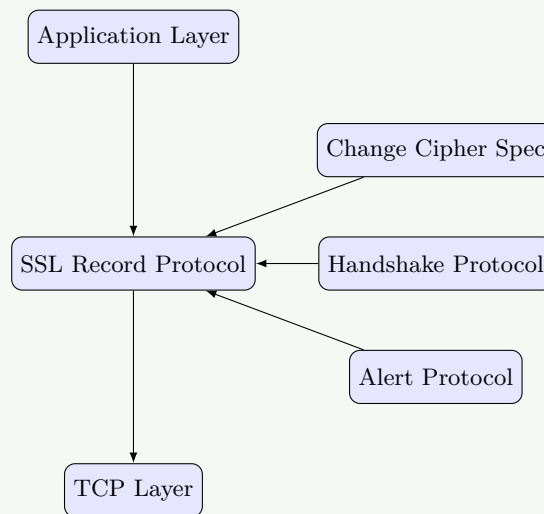 Application Layer
Change Cipher Spec
SSL Record Protocol
Handshake Protocol
Alert Protocol
TCP Layer